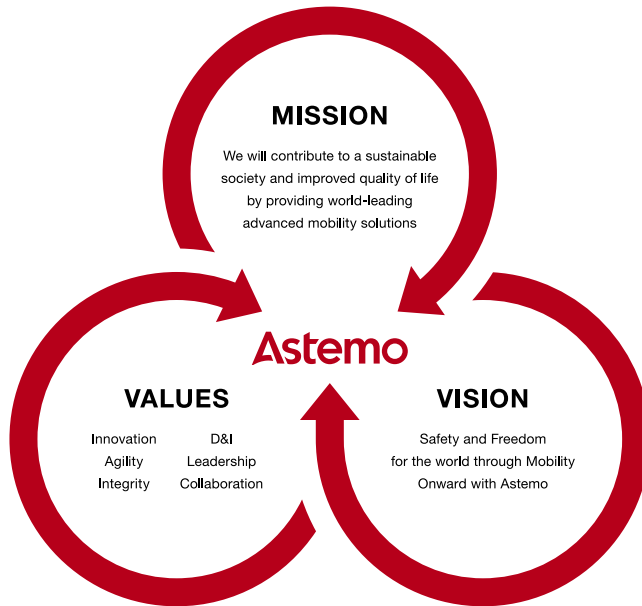 MISSION
We will contribute to a sustainable
society and improved quality of life
by providing world-leading
advanced mobility solutions
Astemo
VALUES
Innovation D&I
Agility Leadership
Integrity Collaboration
VISION
Safety and Freedom
for the world through Mobility
Onward with Astemo